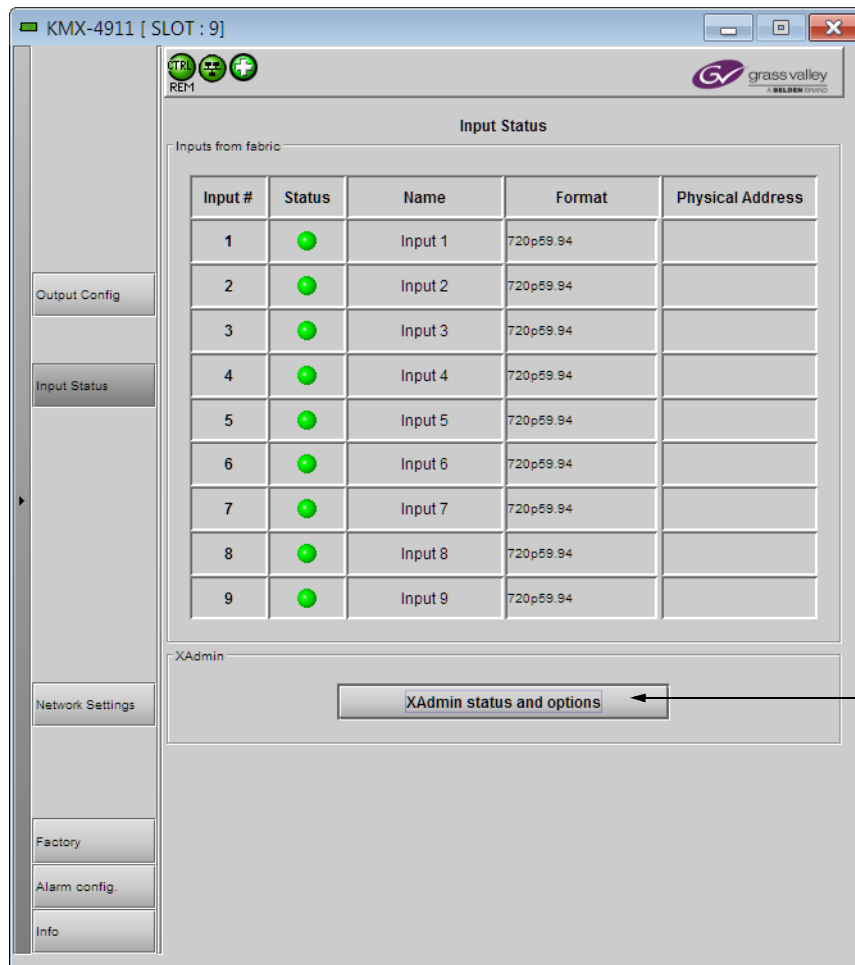 KMX-4911 [ SLOT : 9]
CTRL
REM
grass valley
A BELDEN BRAND
Input Status
Inputs from fabric
Input # Status Name Format Physical Address
1 Input 1 720p59.94
2 Input 2 720p59.94
3 Input 3 720p59.94
4 Input 4 720p59.94
5 Input 5 720p59.94
6 Input 6 720p59.94
7 Input 7 720p59.94
8 Input 8 720p59.94
9 Input 9 720p59.94
Output Config
Input Status
XAdmin
XAdmin status and options
Network Settings
Factory
Alarm config.
Info